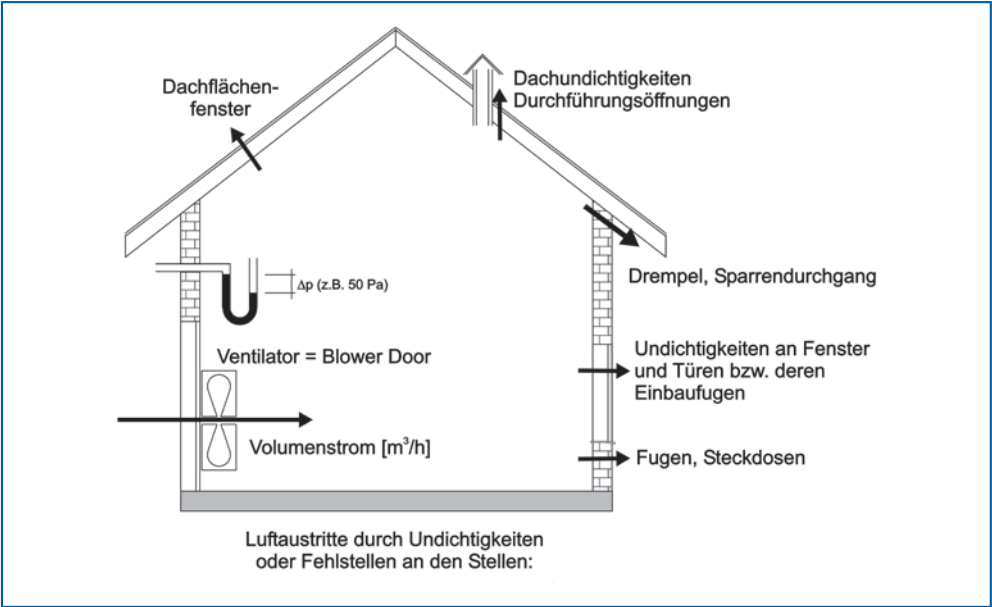 Dachflächen-
fenster
Dachundichtigkeiten
Durchführungsöffnungen
Drempel, Sparrendurchgang
Δp (z.B. 50 Pa)
Ventilator = Blower Door
Undichtigkeiten an Fenster
und Türen bzw. deren
Einbaufugen
Volumenstrom [m³/h]
Fugen, Steckdosen
Luftaustritte durch Undichtigkeiten
oder Fehlstellen an den Stellen: